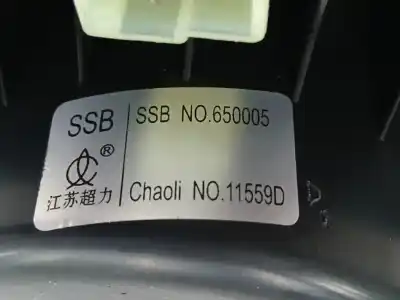 SSB
SSB NO.650005
®
江苏超力
Chaoli NO.11559D